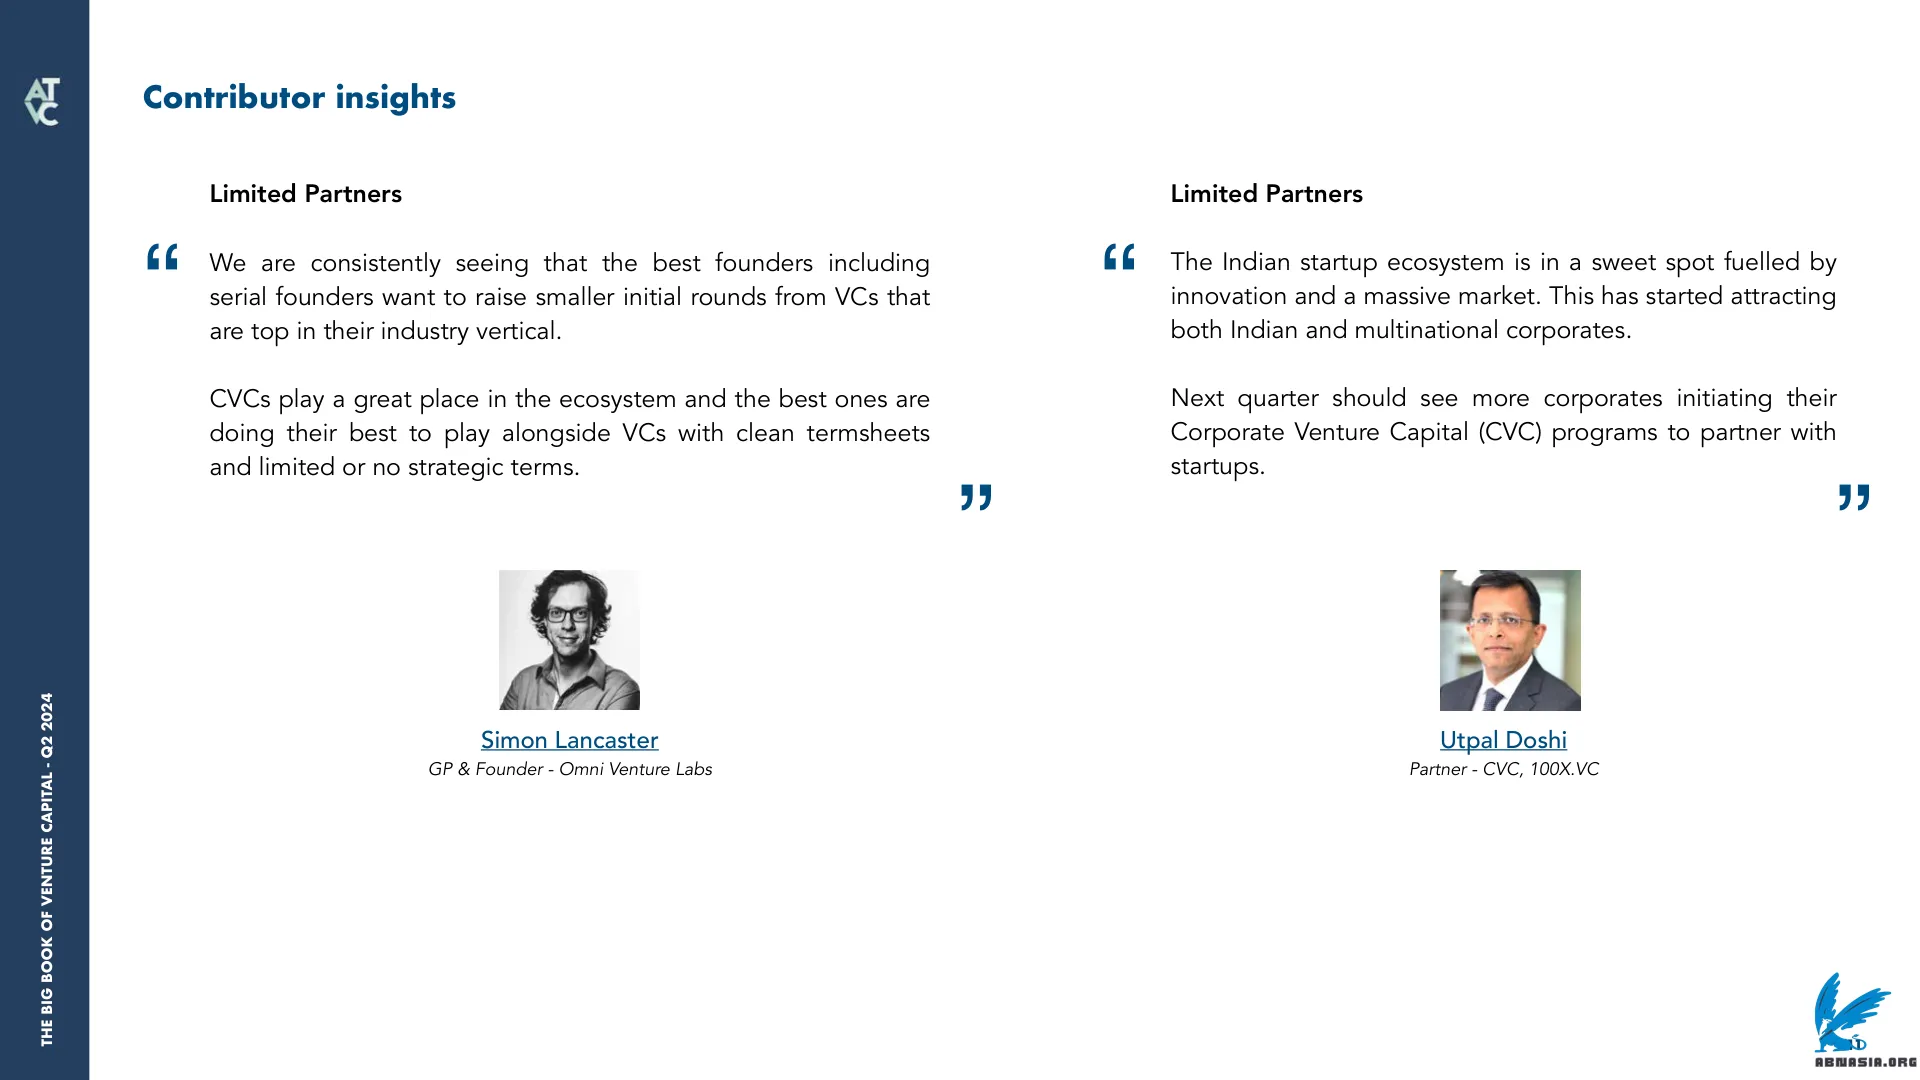 AT
VC
Contributor insights
Limited Partners
“
We are consistently seeing that the best founders including
serial founders want to raise smaller initial rounds from VCs that
are top in their industry vertical.
CVCs play a great place in the ecosystem and the best ones are
doing their best to play alongside VCs with clean termsheets
and limited or no strategic terms.
”
Simon Lancaster
GP & Founder - Omni Venture Labs
Limited Partners
“
The Indian startup ecosystem is in a sweet spot fuelled by
innovation and a massive market. This has started attracting
both Indian and multinational corporates.
Next quarter should see more corporates initiating their
Corporate Venture Capital (CVC) programs to partner with
startups.
”
Utpal Doshi
Partner - CVC, 100X.VC
THE BIG BOOK OF VENTURE CAPITAL - Q2 2024
ABNASIA.ORG